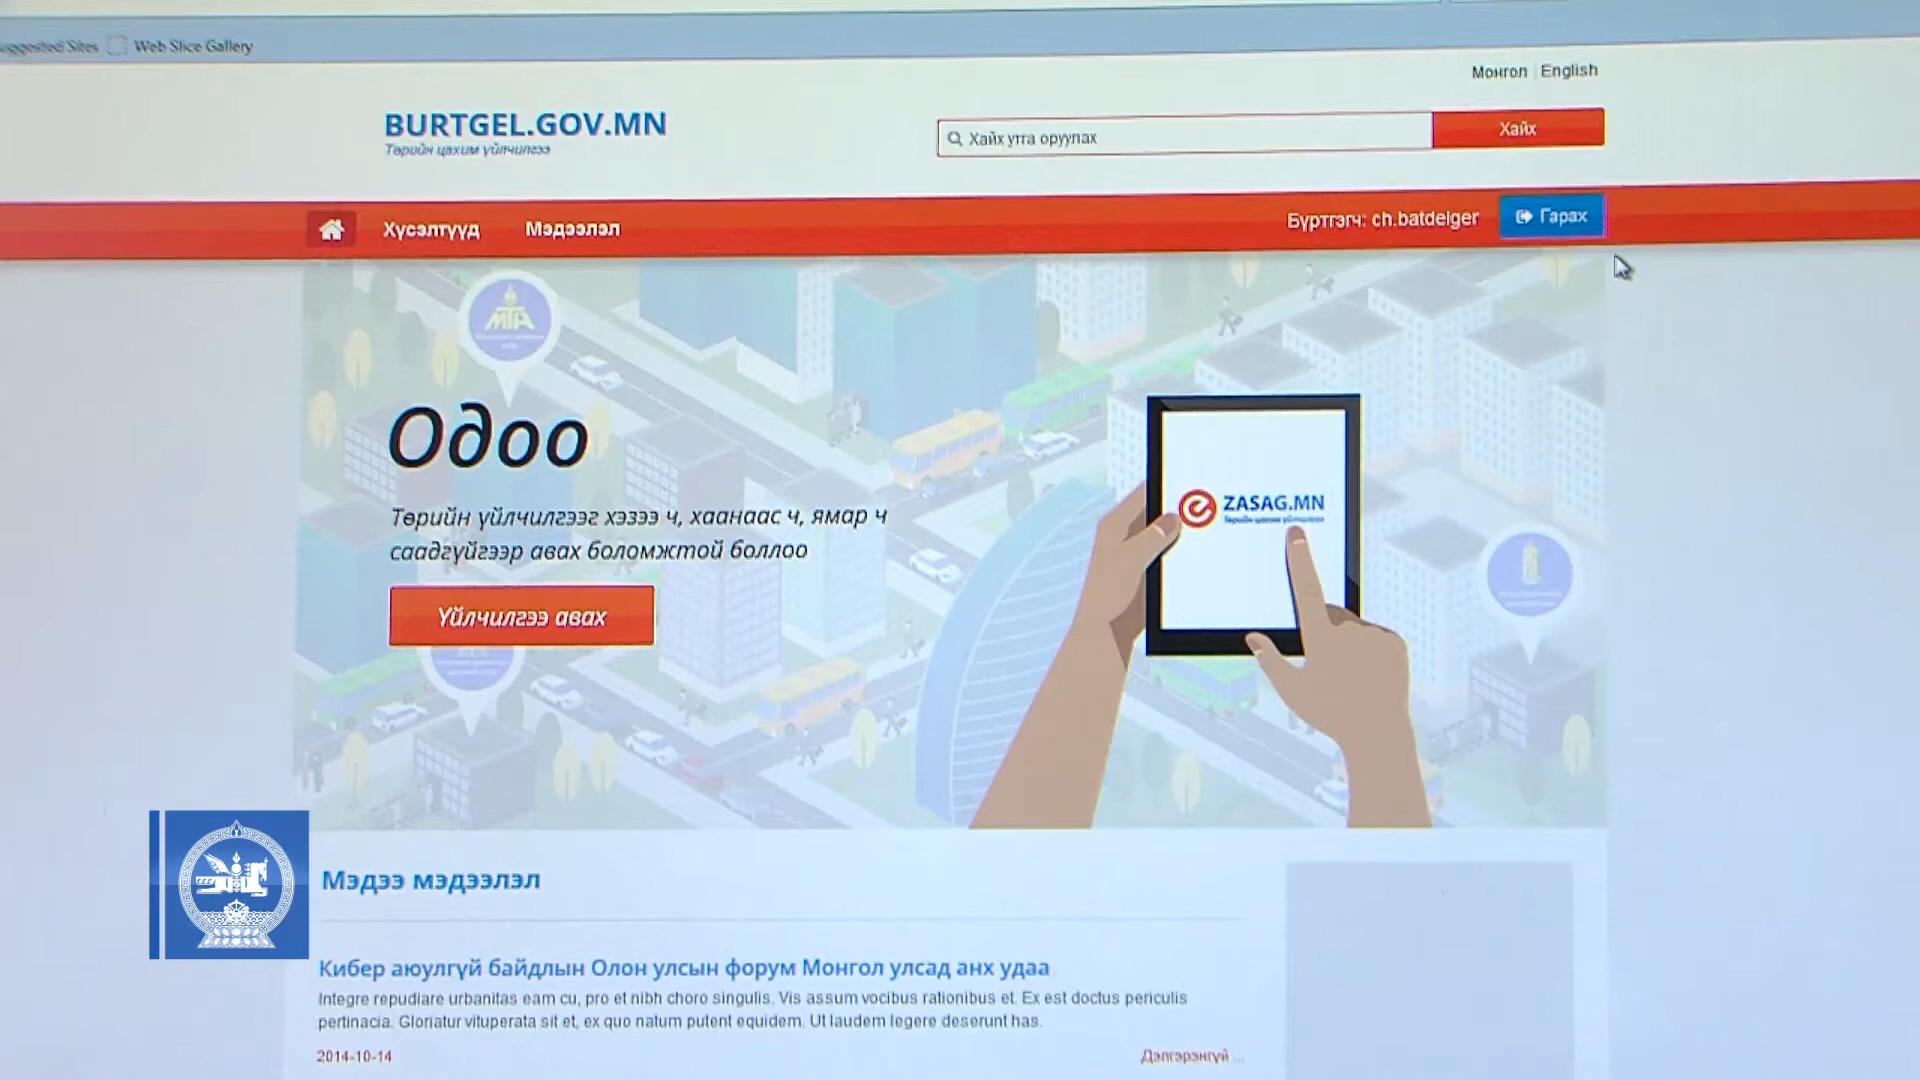 Suggested Sites Web Slice Gallery
Монгол English
BURTGEL.GOV.MN
Төрийн цахим үйлчилгээ
Хайх утга оруулах
Хайх
Хүсэлтүүд Мэдээлэл
Бүртгэгч: ch.batdelger Гарах
МТА
Одоо
Төрийн үйлчилгээг хэзээ ч, хаанаас ч, ямар ч
саадгүйгээр авах боломжтой боллоо
Үйлчилгээ авах
ZASAG.MN
Төрийн цахим үйлчилгээ
Мэдээ мэдээлэл
Кибер аюулгүй байдлын Олон улсын форум Монгол улсад анх удаа
Integre repudiare urbanitas eam cu, pro et nibh choro singulis. Vis assum vocibus rationibus et. Ex est doctus periculis
pertinacia. Gloriatur vituperata sit et, ex quo natum putent equidem. Ut laudem legere deserunt has.
2014-10-14
Дэлгэрэнгүй ...